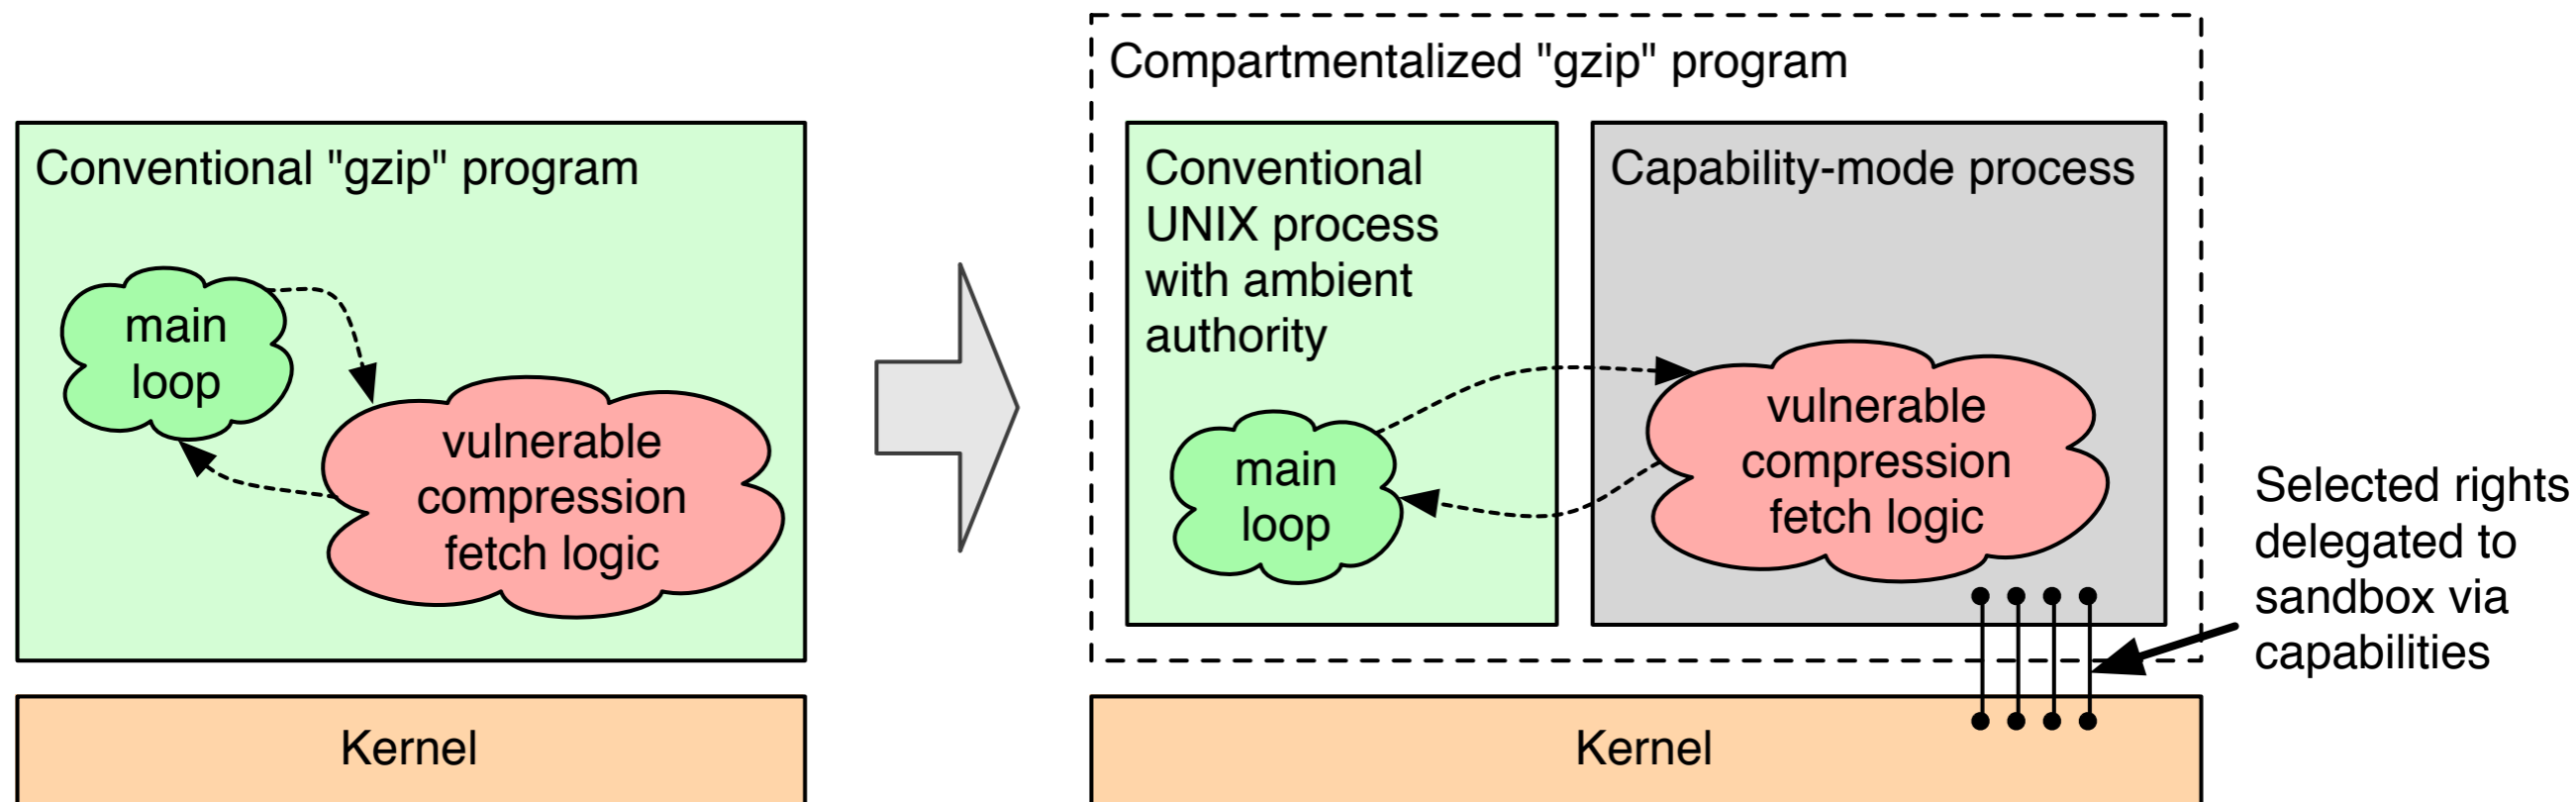 Conventional "gzip" program
main
loop
vulnerable
compression
fetch logic
Kernel
Compartmentalized "gzip" program
Conventional
UNIX process
with ambient
authority
main
loop
Capability-mode process
vulnerable
compression
fetch logic
Selected rights
delegated to
sandbox via
capabilities
Kernel